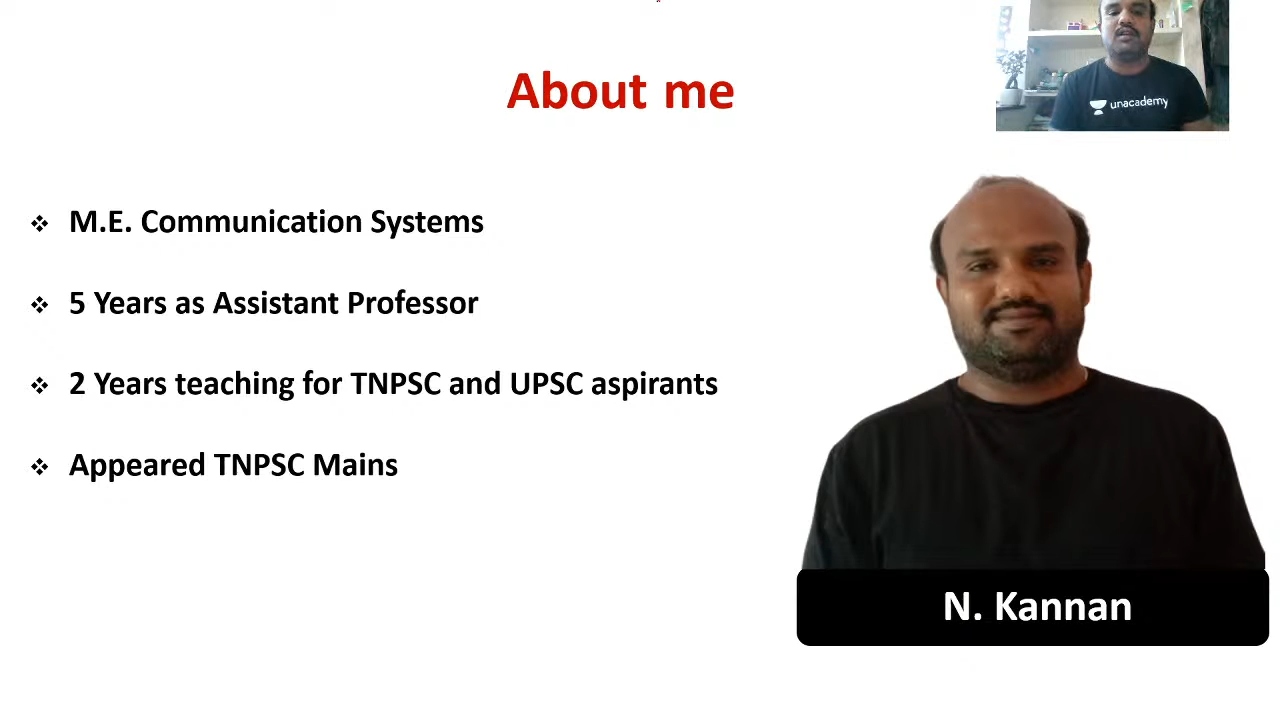 About me
unacademy
❖ M.E. Communication Systems
❖ 5 Years as Assistant Professor
❖ 2 Years teaching for TNPSC and UPSC aspirants
❖ Appeared TNPSC Mains
N. Kannan